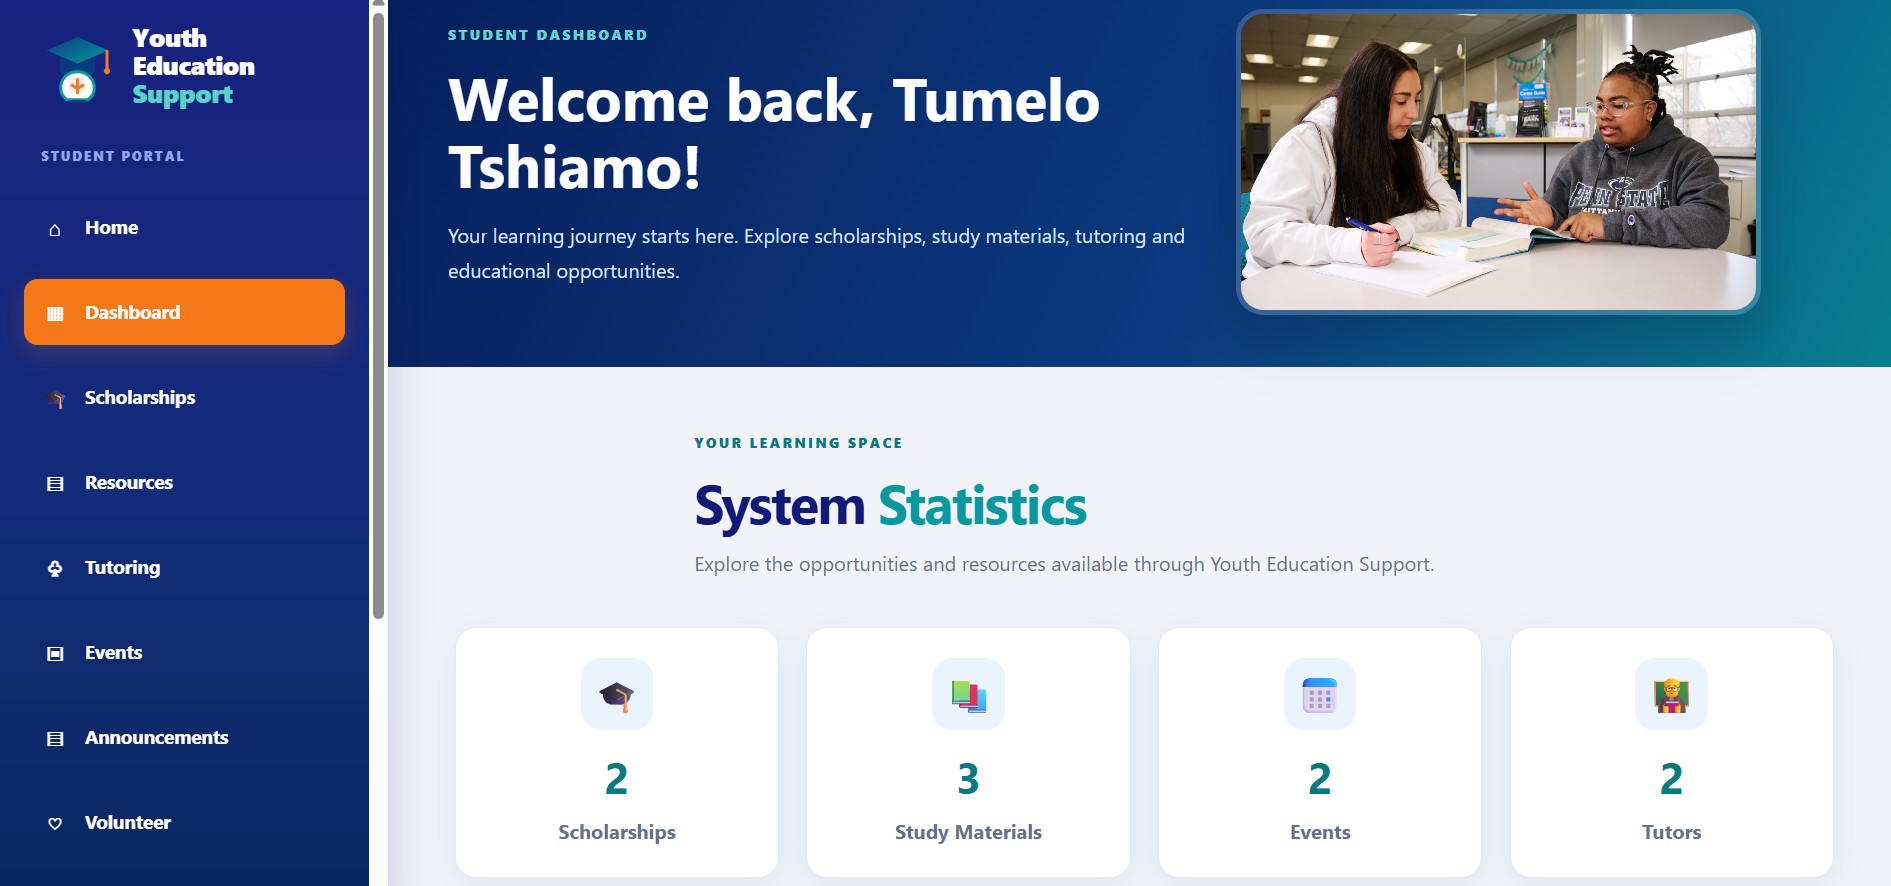 Youth
Education
Support
STUDENT PORTAL
Home
Dashboard
Scholarships
Resources
Tutoring
Events
Announcements
Volunteer
STUDENT DASHBOARD
Welcome back, Tumelo
Tshiamo!
Your learning journey starts here. Explore scholarships, study materials, tutoring and
educational opportunities.
Career Guide
PENN STATE
YOUR LEARNING SPACE
System Statistics
Explore the opportunities and resources available through Youth Education Support.
2
Scholarships
3
Study Materials
2
Events
2
Tutors